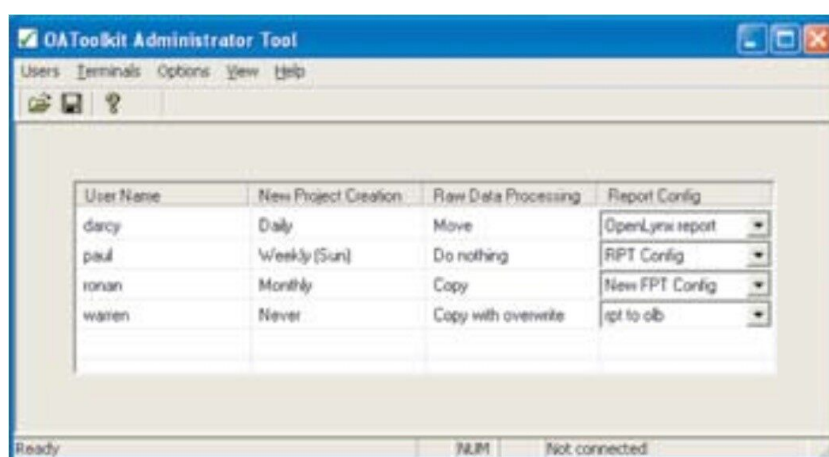 OAToolkit Administrator Tool
Users Terminals Options View Help
User Name New Project Creation Raw Data Processing Report Config
darcy Daily Move OpenLynx report
paul Weekly (Sun) Do nothing RPT Config
ronan Monthly Copy New FPT Config
warren Never Copy with overwrite rpt to olb
Ready NUM Not connected